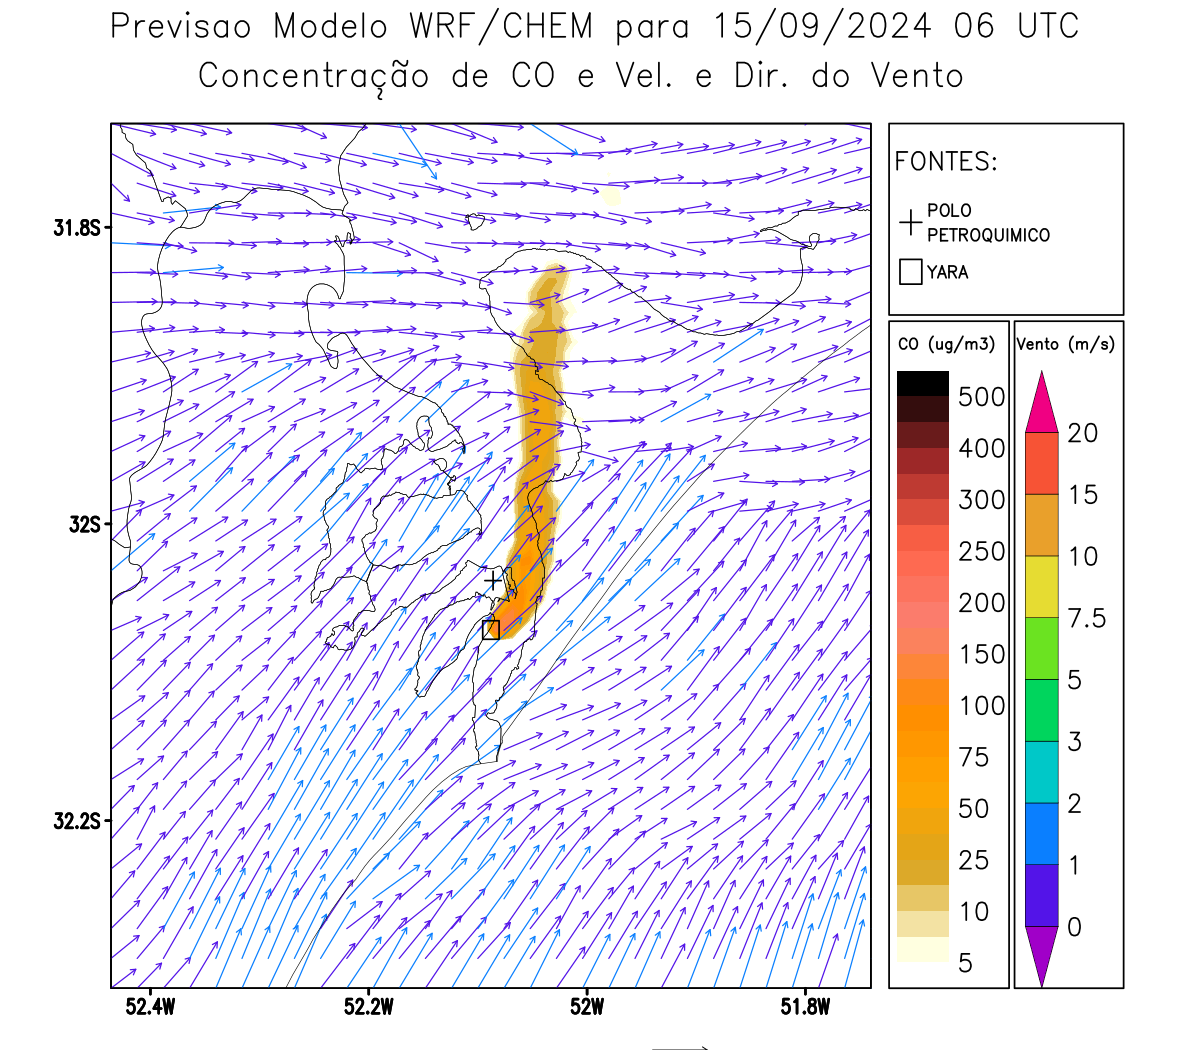 Previsao Modelo WRF/CHEM para 15/09/2024 06 UTC
Concentração de CO e Vel. e Dir. do Vento
FONTES:
POLO
PETROQUIMICO
YARA
CO (ug/m3)
500
400
300
250
200
150
100
75
50
25
10
5
Vento (m/s)
20
15
10
7.5
5
3
2
1
0
31.8S
32S
32.2S
52.4W
52.2W
52W
51.8W